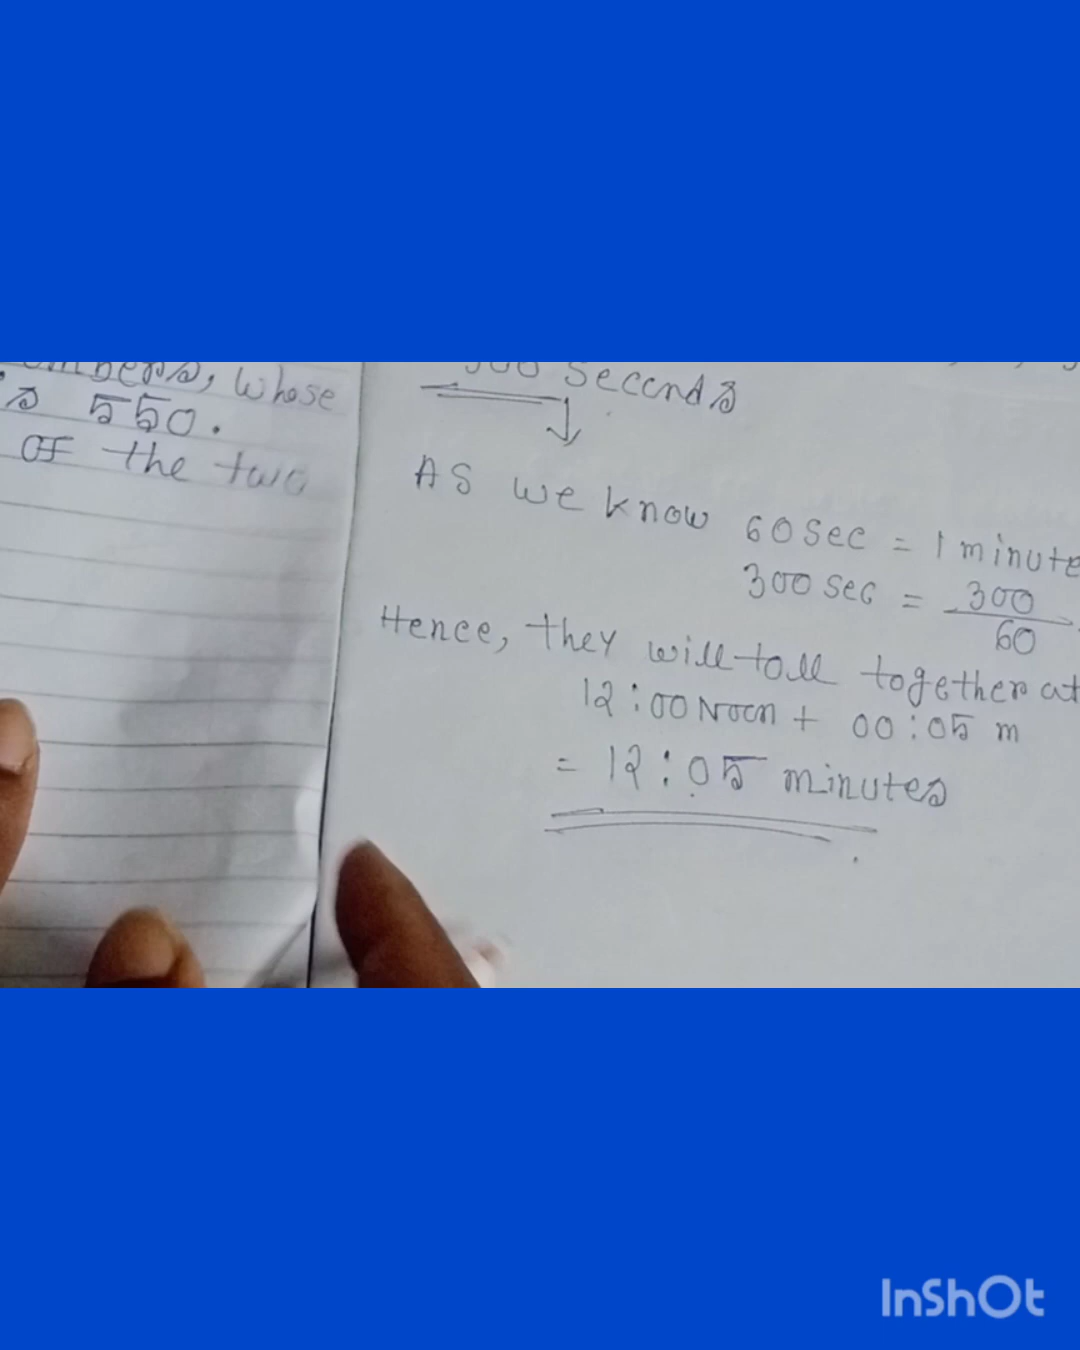 whose
550.
OF the two
300 Seconds
AS we know 60 Sec = 1 minute
300 sec = 300
60
Hence, they will toll together at
12:00 Noon + 00:05 m
= 12:05 minutes
InShOt